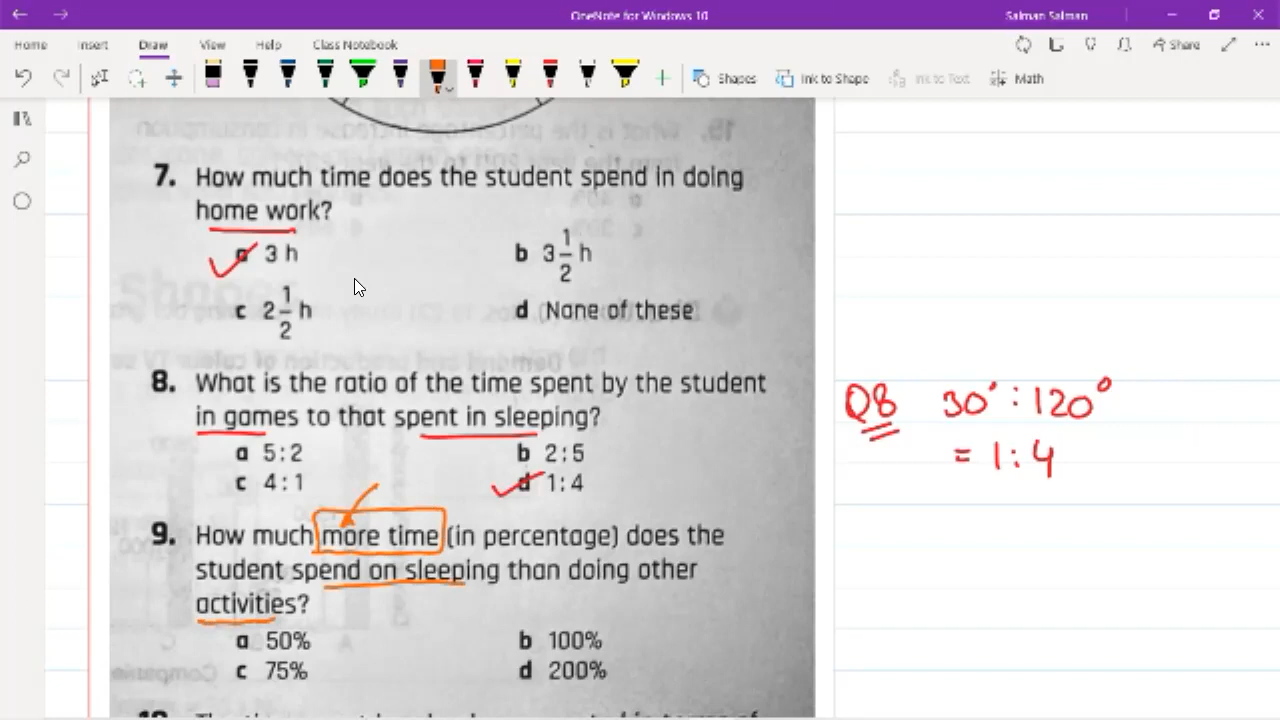 OneNote for Windows 10
Salman Salman
Home Insert Draw View Help Class Notebook
Share
Shapes
Ink to Shape
Ink to Text
Math
7. How much time does the student spend in doing
home work?
a 3 h
b 3 1/2 h
c 2 1/2 h
d None of these
8. What is the ratio of the time spent by the student
in games to that spent in sleeping?
a 5:2
b 2:5
c 4:1
d 1:4
Q8 30° : 120°
= 1 : 4
9. How much more time (in percentage) does the
student spend on sleeping than doing other
activities?
a 50%
b 100%
c 75%
d 200%